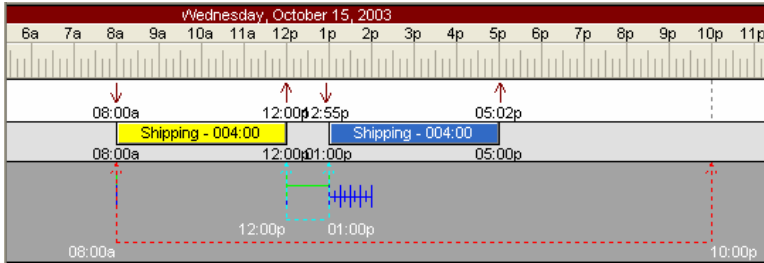 Wednesday, October 15, 2003
6a 7a 8a 9a 10a 11a 12p 1p 2p 3p 4p 5p 6p 7p 8p 9p 10p 11p
08:00a 12:00p 12:55p 05:02p
Shipping - 004:00 Shipping - 004:00
08:00a 12:00p 01:00p 05:00p
12:00p 01:00p
08:00a 10:00p